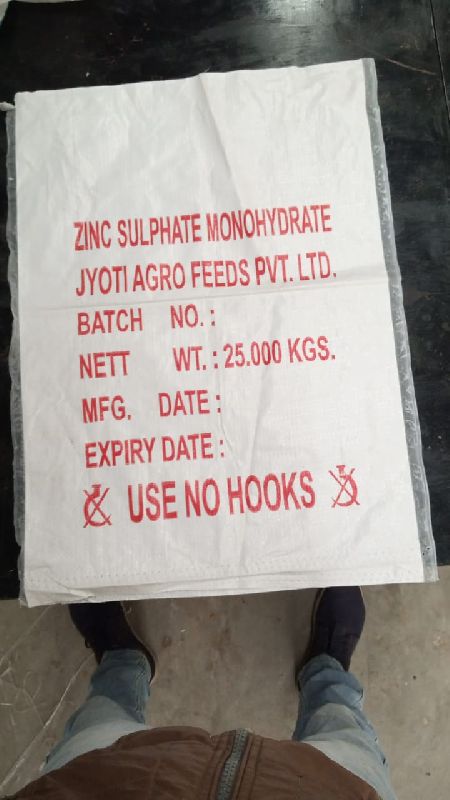 ZINC SULPHATE MONOHYDRATE
JYOTI AGRO FEEDS PVT. LTD.
BATCH NO. :
NETT WT. : 25.000 KGS.
MFG. DATE :
EXPIRY DATE :
USE NO HOOKS